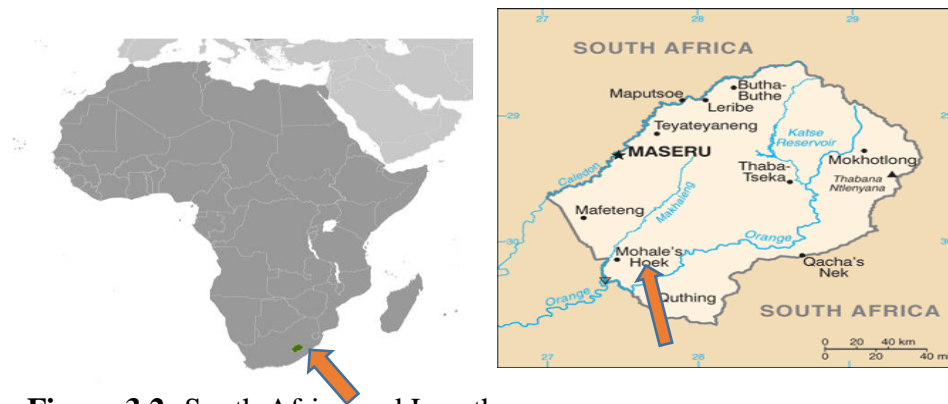 27
28
29
SOUTH AFRICA
Butha-
Buthe
Maputsoe
Leribe
29
29
Teyateyaneng
Katse
Reservoir
MASERU
Mokhotlong
Thaba-
Tseka
Thabana
Ntlenyana
Caledon
Makhaleng
Mafeteng
30
30
Orange
Mohale's
Hoek
Qacha's
Nek
Orange
Quthing
SOUTH AFRICA
0 20 40 km
0 20 40 m
27
28
Figure 3.2: South Africa and Lesoth